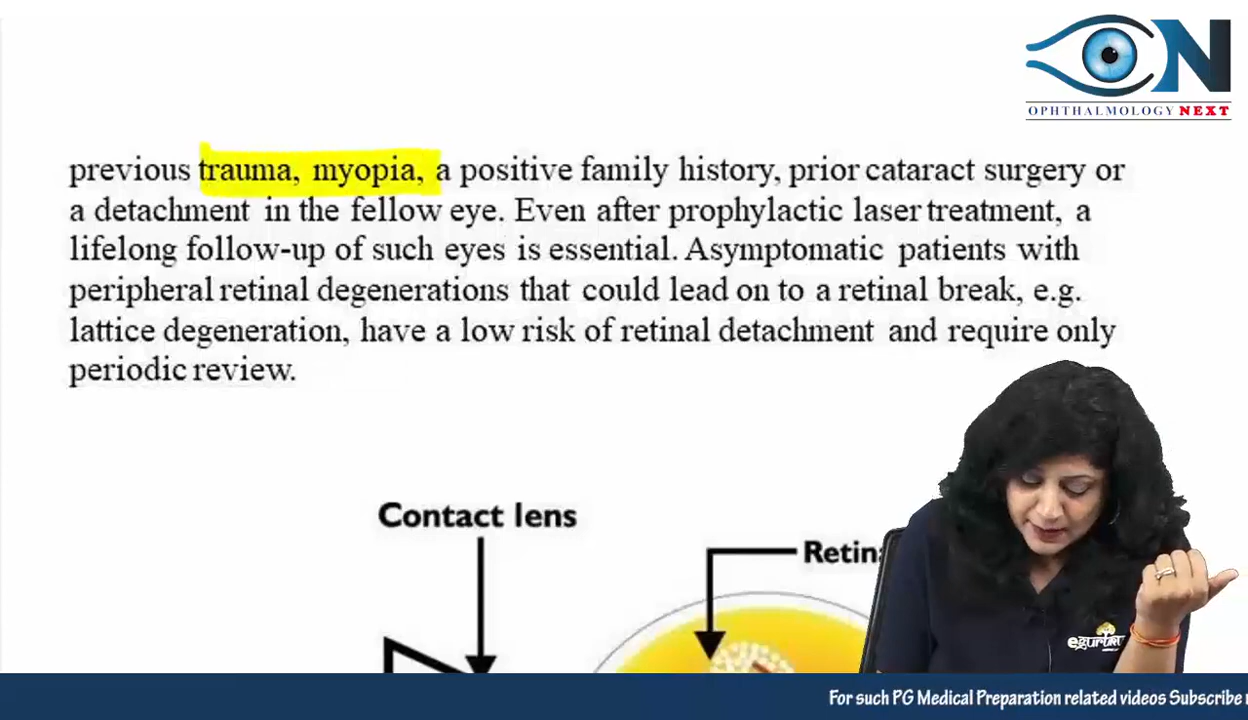 OPHTHALMOLOGY NEXT
previous trauma, myopia, a positive family history, prior cataract surgery or
a detachment in the fellow eye. Even after prophylactic laser treatment, a
lifelong follow-up of such eyes is essential. Asymptomatic patients with
peripheral retinal degenerations that could lead on to a retinal break, e.g.
lattice degeneration, have a low risk of retinal detachment and require only
periodic review.
Contact lens
For such PG Medical Preparation related videos Subscribe